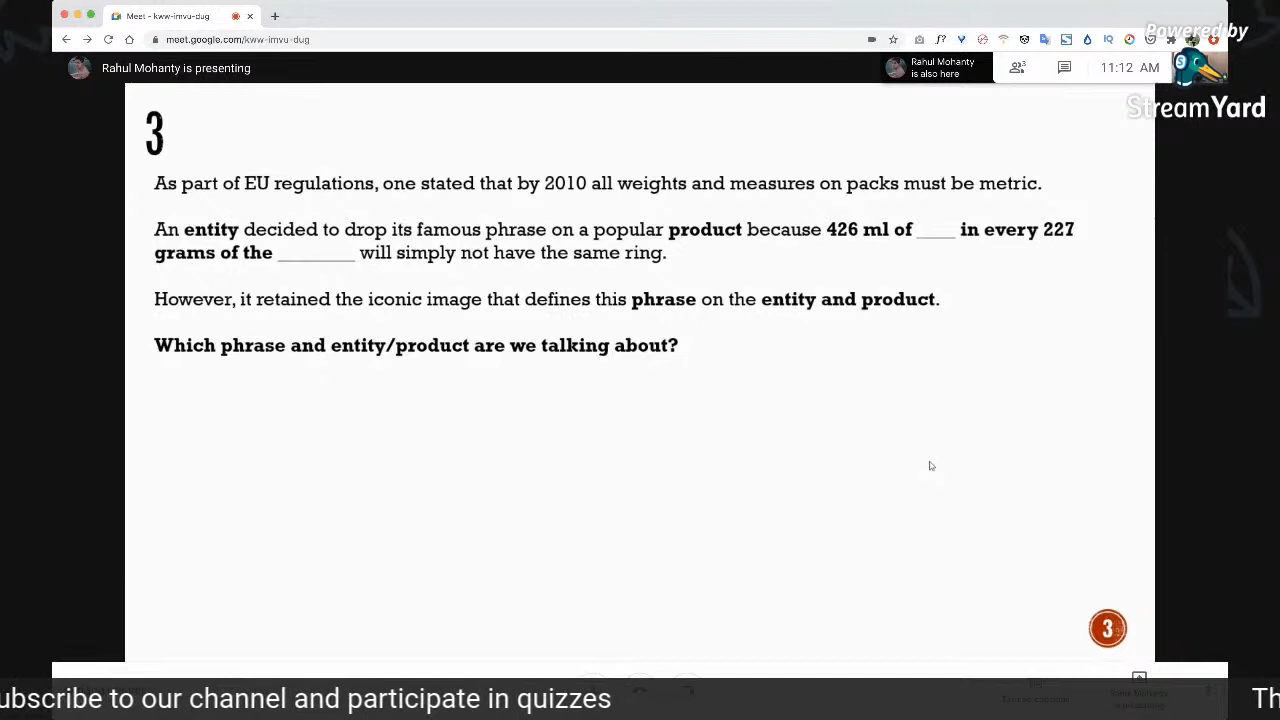 Meet - kww-imvu-dug
meet.google.com/kww-imvu-dug
Powered by
Rahul Mohanty is presenting
Rahul Mohanty
is also here
3
11:12 AM
StreamYard
3
As part of EU regulations, one stated that by 2010 all weights and measures on packs must be metric.
An entity decided to drop its famous phrase on a popular product because 426 ml of ____ in every 227
grams of the ________ will simply not have the same ring.
However, it retained the iconic image that defines this phrase on the entity and product.
Which phrase and entity/product are we talking about?
3
ubscribe to our channel and participate in quizzes
Th